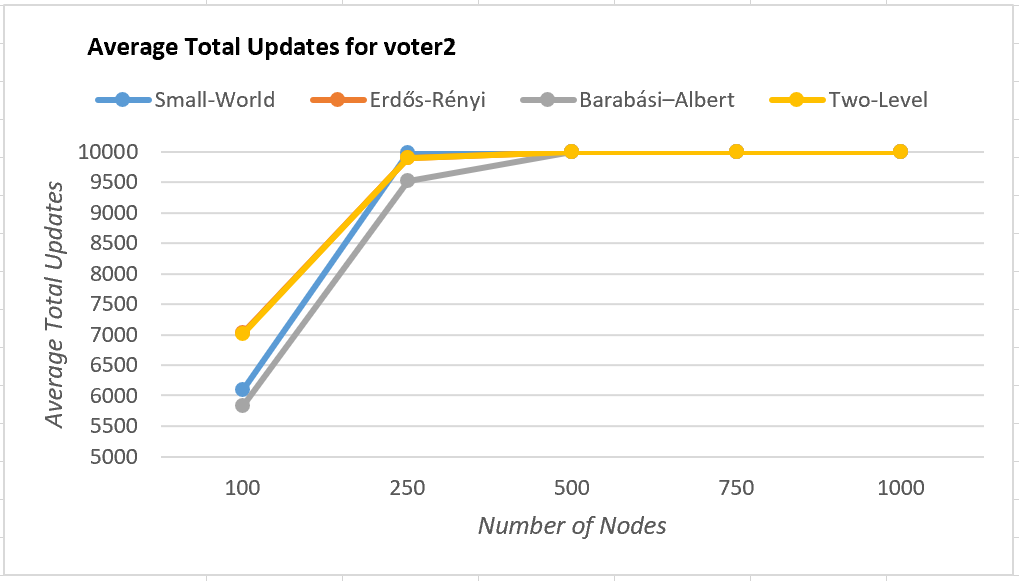 Average Total Updates for voter2
Small-World Erdős-Rényi Barabási–Albert Two-Level
10000
9500
9000
8500
8000
7500
7000
6500
6000
5500
5000
Average Total Updates
100 250 500 750 1000
Number of Nodes